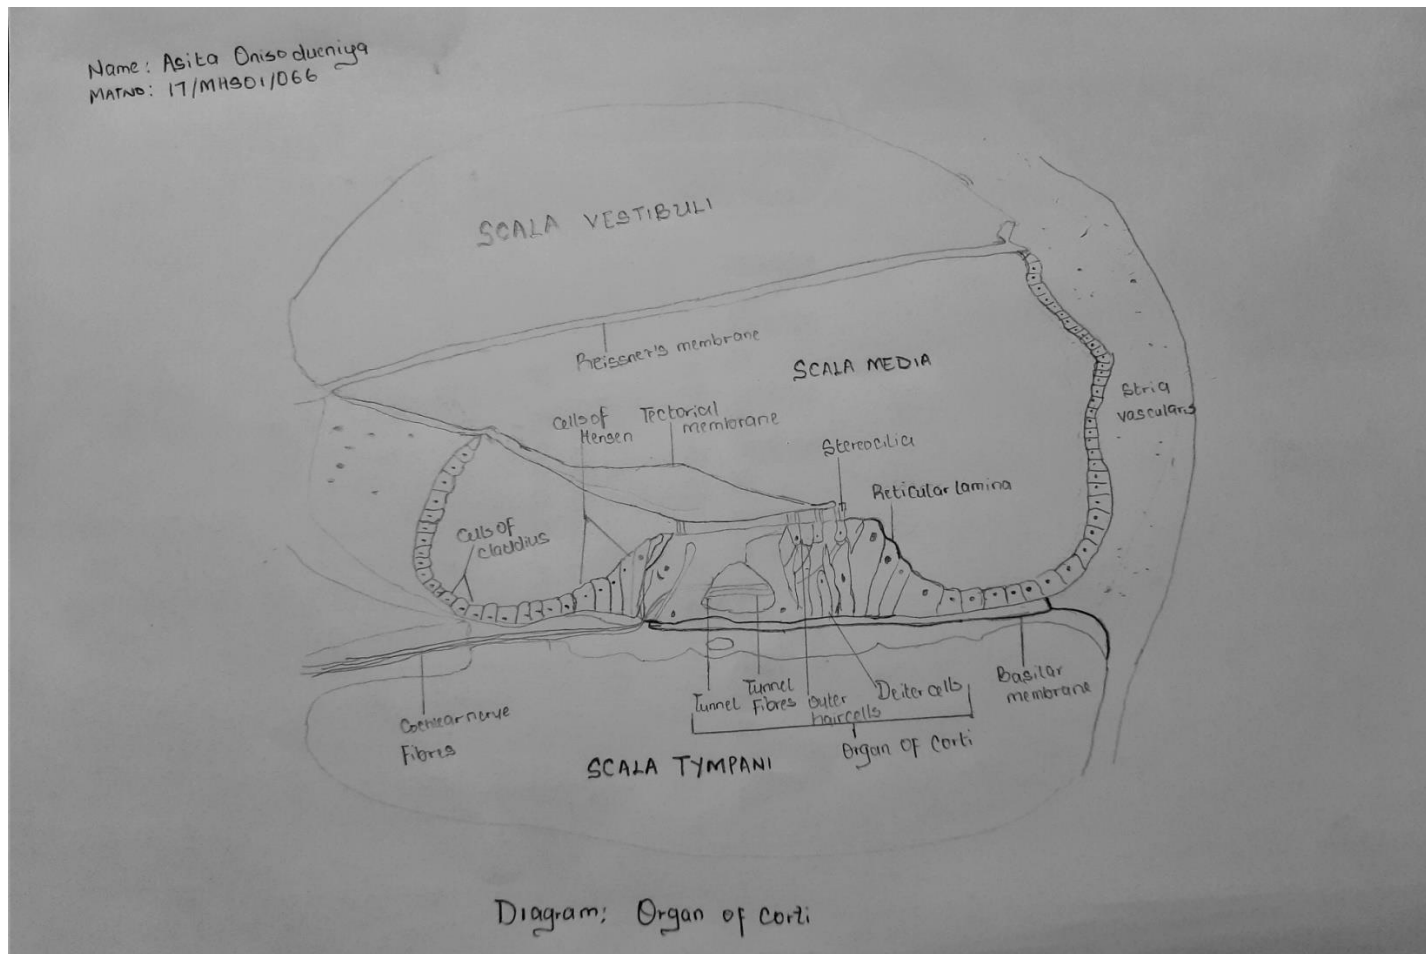 Name: Asita Onisodueniya
MATNO: 17/MHS01/066
SCALA VESTIBULI
Reissner's membrane
SCALA MEDIA
Stria
vascularis
Cells of
Hensen
Tectorial
membrane
Stereocilia
Reticular lamina
Cells of
claddius
Cochlear nerve
Fibres
Tunnel
Tunnel
Fibres
Outer
haircells
Deiter cells
Basilar
membrane
Organ of corti
SCALA TYMPANI
Diagram: Organ of corti